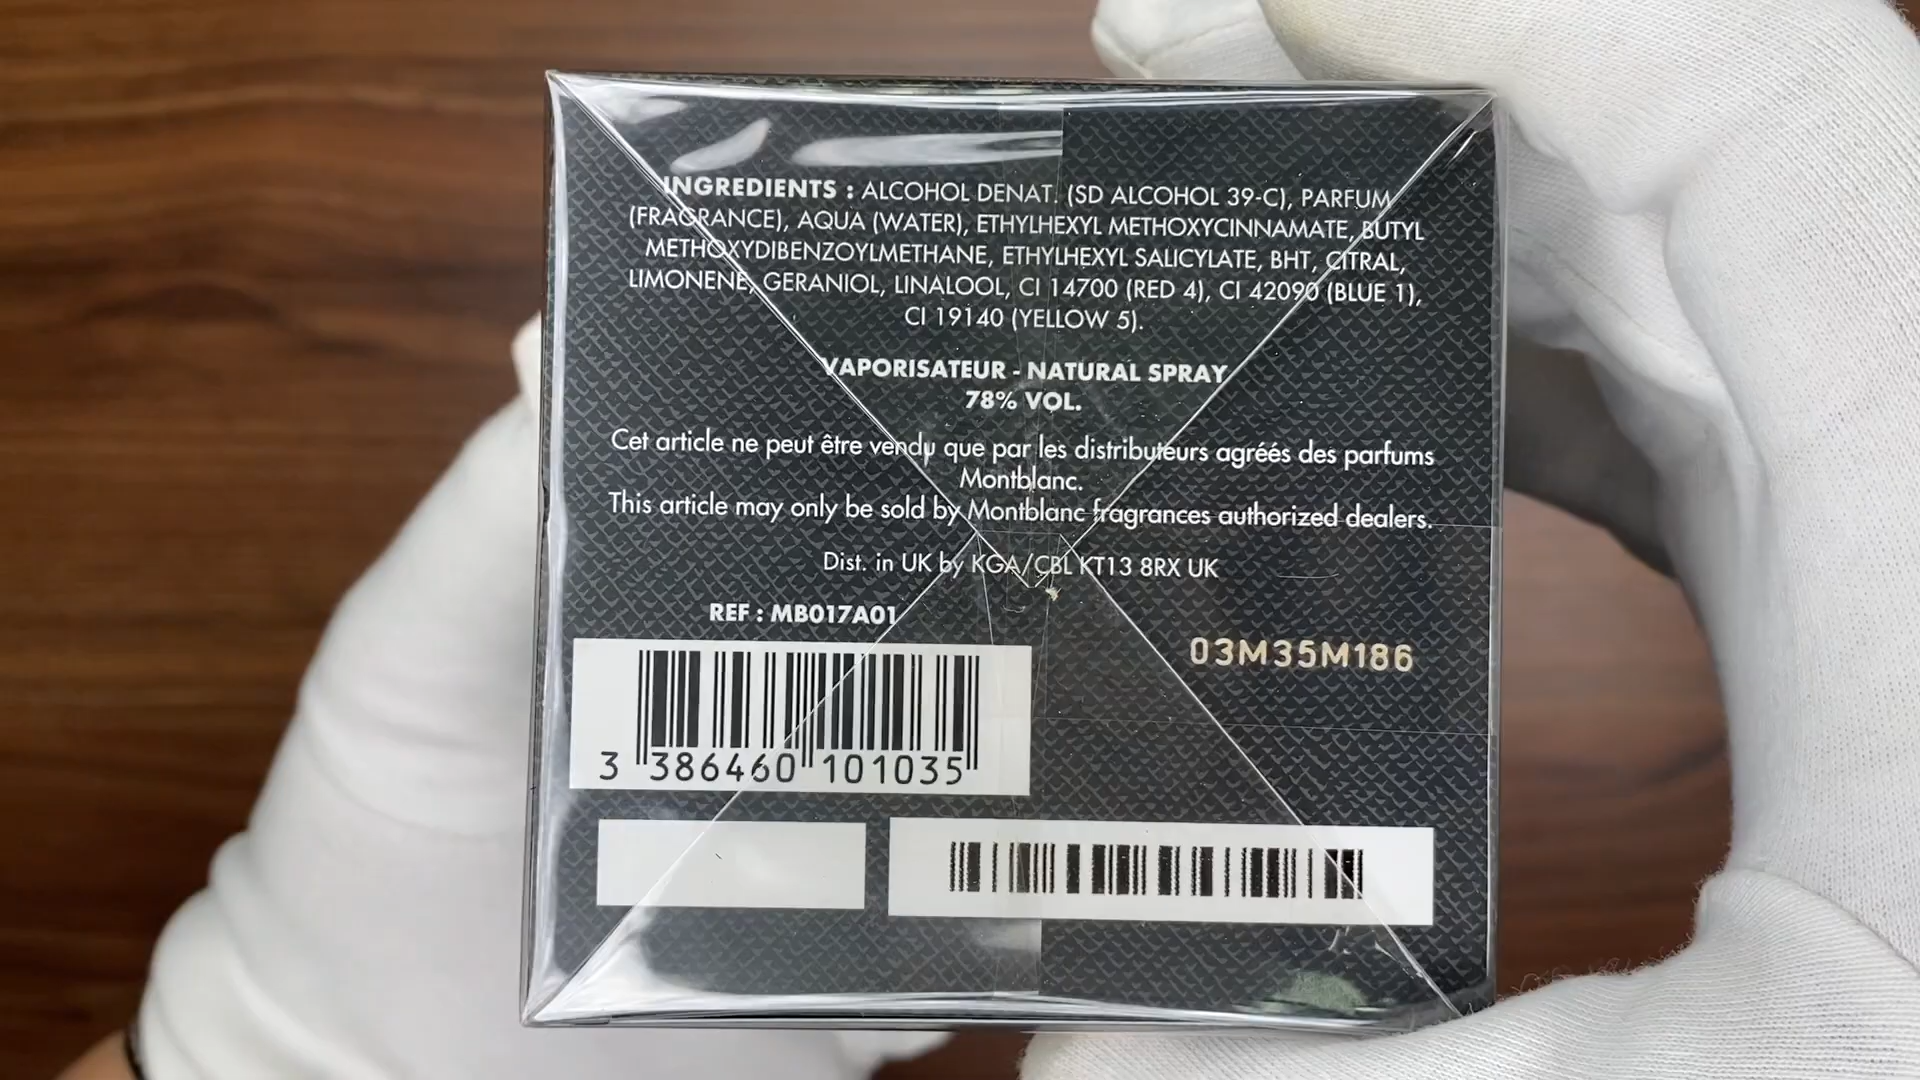 INGREDIENTS : ALCOHOL DENAT. (SD ALCOHOL 39-C), PARFUM
(FRAGRANCE), AQUA (WATER), ETHYLHEXYL METHOXYCINNAMATE, BUTYL
METHOXYDIBENZOYLMETHANE, ETHYLHEXYL SALICYLATE, BHT, CITRAL,
LIMONENE, GERANIOL, LINALOOL, CI 14700 (RED 4), CI 42090 (BLUE 1),
CI 19140 (YELLOW 5).
VAPORISATEUR - NATURAL SPRAY
78% VOL.
Cet article ne peut être vendu que par les distributeurs agréés des parfums
Montblanc.
This article may only be sold by Montblanc fragrances authorized dealers.
Dist. in UK by KGA/CBL KT13 8RX UK
REF : MB017A01
03M35M186
3 386460 101035